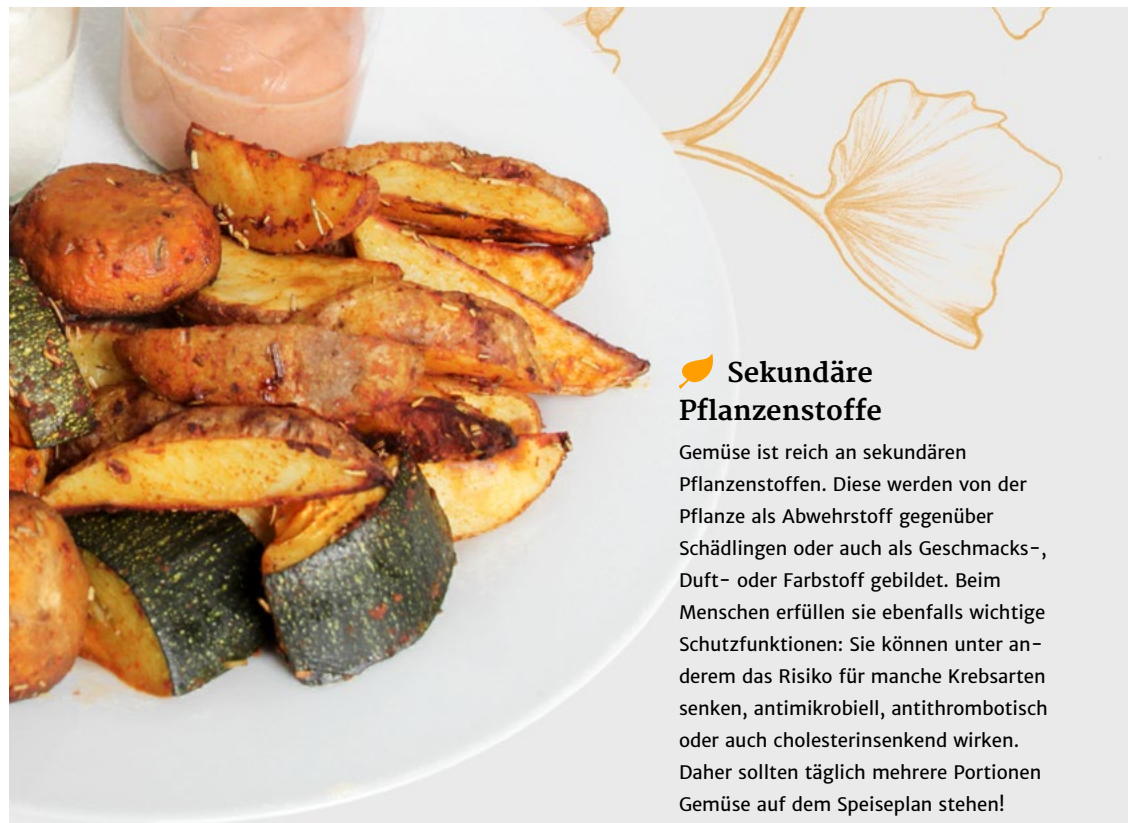 Sekundäre
Pflanzenstoffe
Gemüse ist reich an sekundären
Pflanzenstoffen. Diese werden von der
Pflanze als Abwehrstoff gegenüber
Schädlingen oder auch als Geschmacks-,
Duft- oder Farbstoff gebildet. Beim
Menschen erfüllen sie ebenfalls wichtige
Schutzfunktionen: Sie können unter an-
derem das Risiko für manche Krebsarten
senken, antimikrobiell, antithrombotisch
oder auch cholesterinsenkend wirken.
Daher sollten täglich mehrere Portionen
Gemüse auf dem Speiseplan stehen!